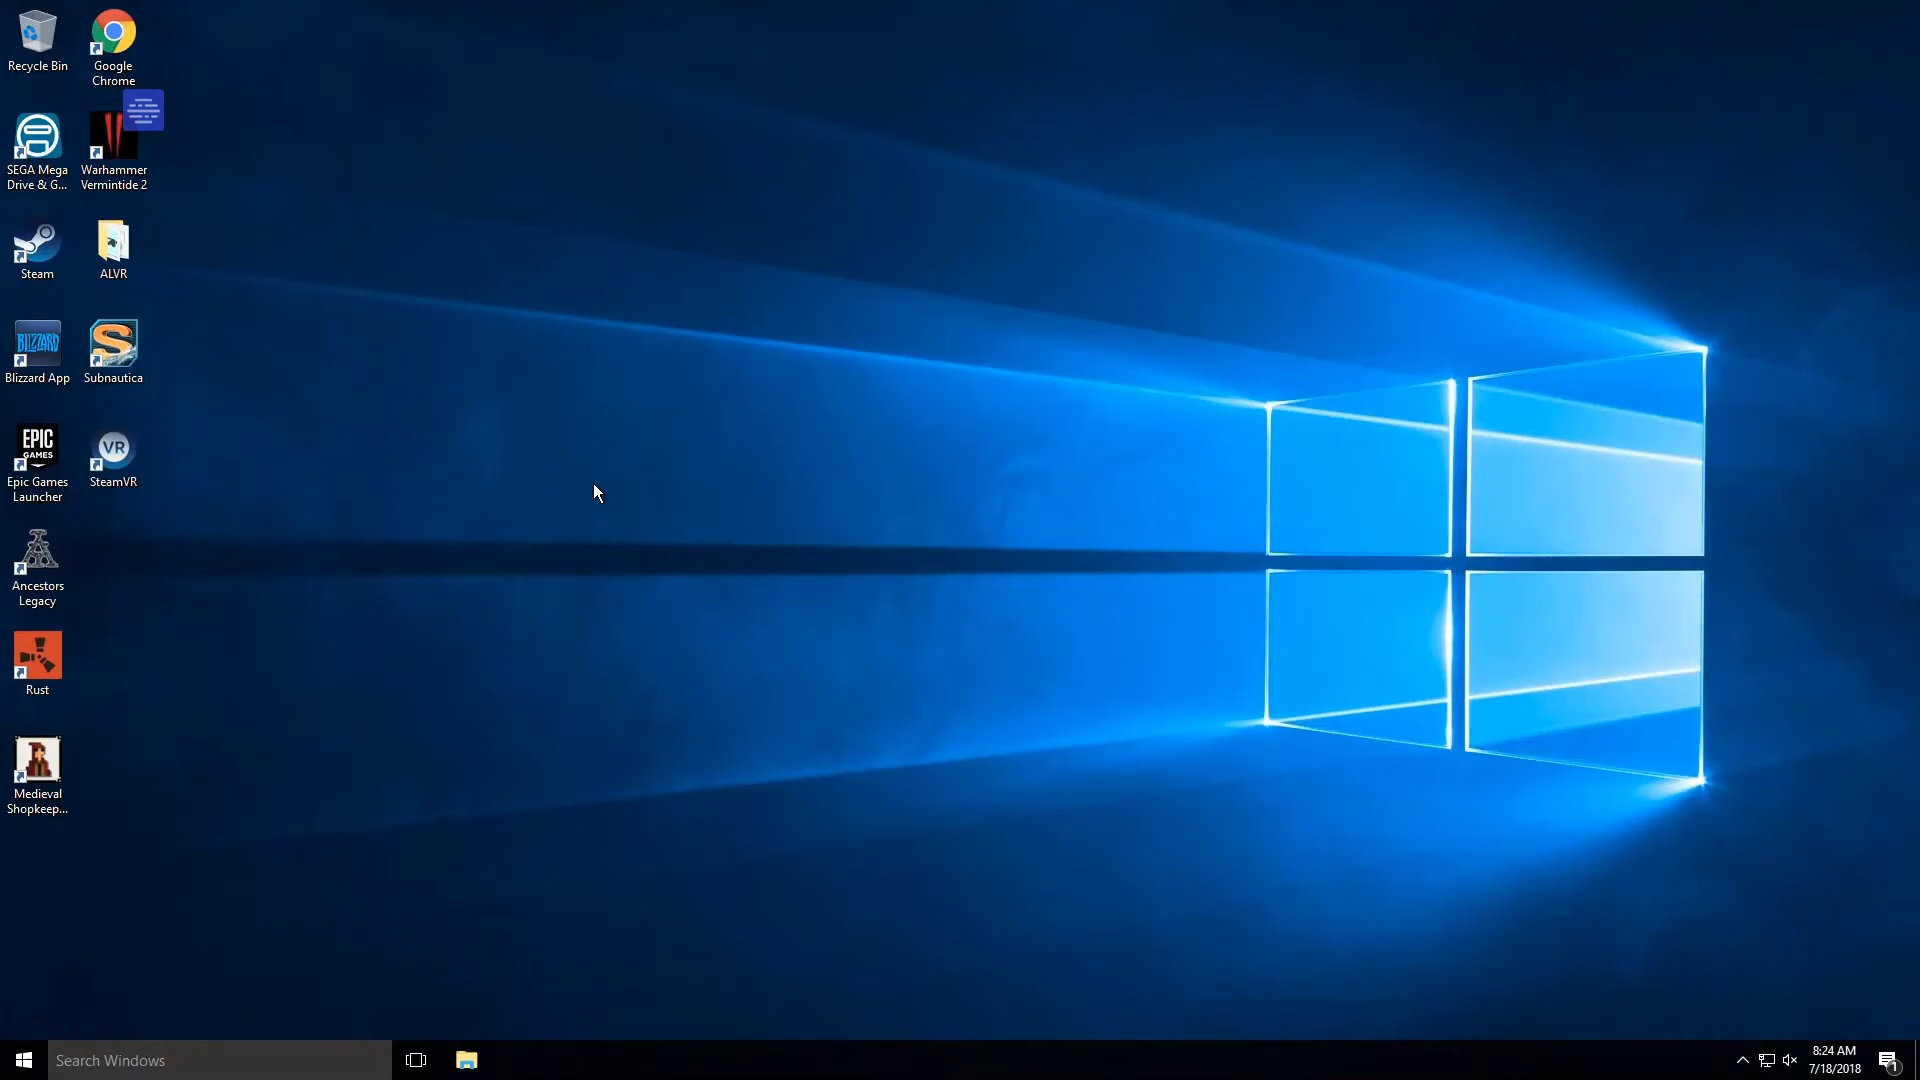 Recycle Bin
Google
Chrome
SEGA Mega
Drive & G...
Warhammer
Vermintide 2
Steam
ALVR
BLIZZARD
Blizzard App
S
Subnautica
EPIC
GAMES
Epic Games
Launcher
VR
SteamVR
Ancestors
Legacy
Rust
Medieval
Shopkeep...
Search Windows
8:24 AM
7/18/2018
1